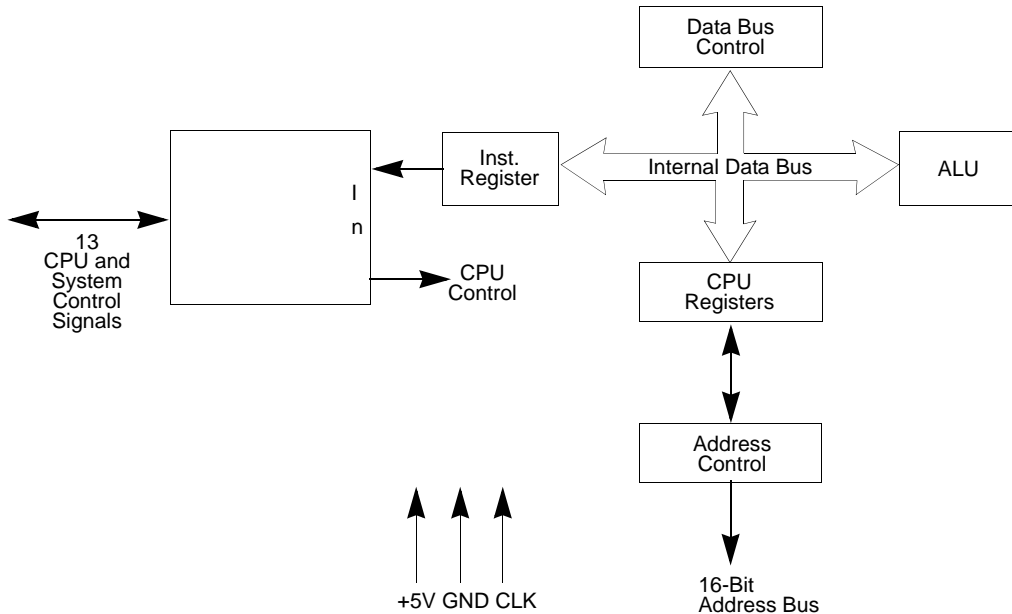 Data Bus
Control
Inst.
Register
Internal Data Bus
ALU
I
n
13
CPU and
System
Control
Signals
CPU
Control
CPU
Registers
Address
Control
+5V GND CLK
16-Bit
Address Bus